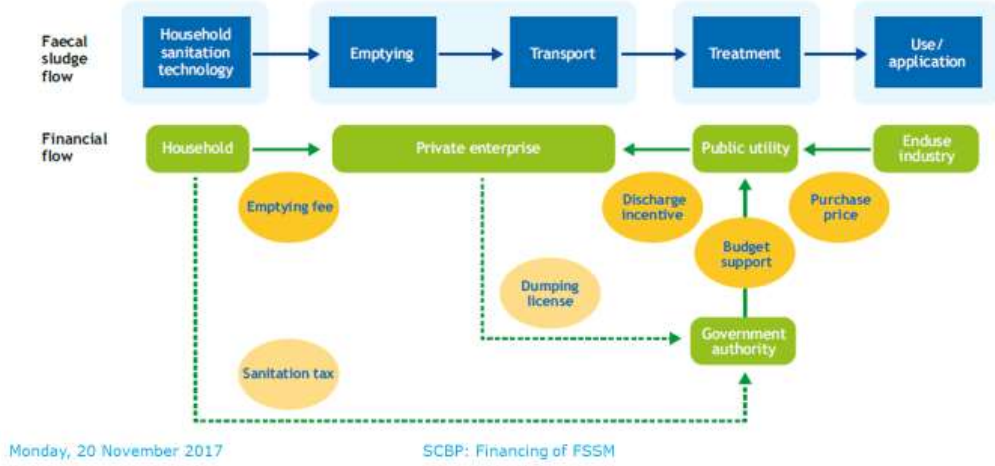 Faecal
sludge
flow
Household
sanitation
technology
Emptying
Transport
Treatment
Use/
application
Financial
flow
Household
Private enterprise
Public utility
Enduse
industry
Emptying fee
Discharge
incentive
Purchase
price
Budget
support
Dumping
license
Government
authority
Sanitation tax
Monday, 20 November 2017
SCBP: Financing of FSSM